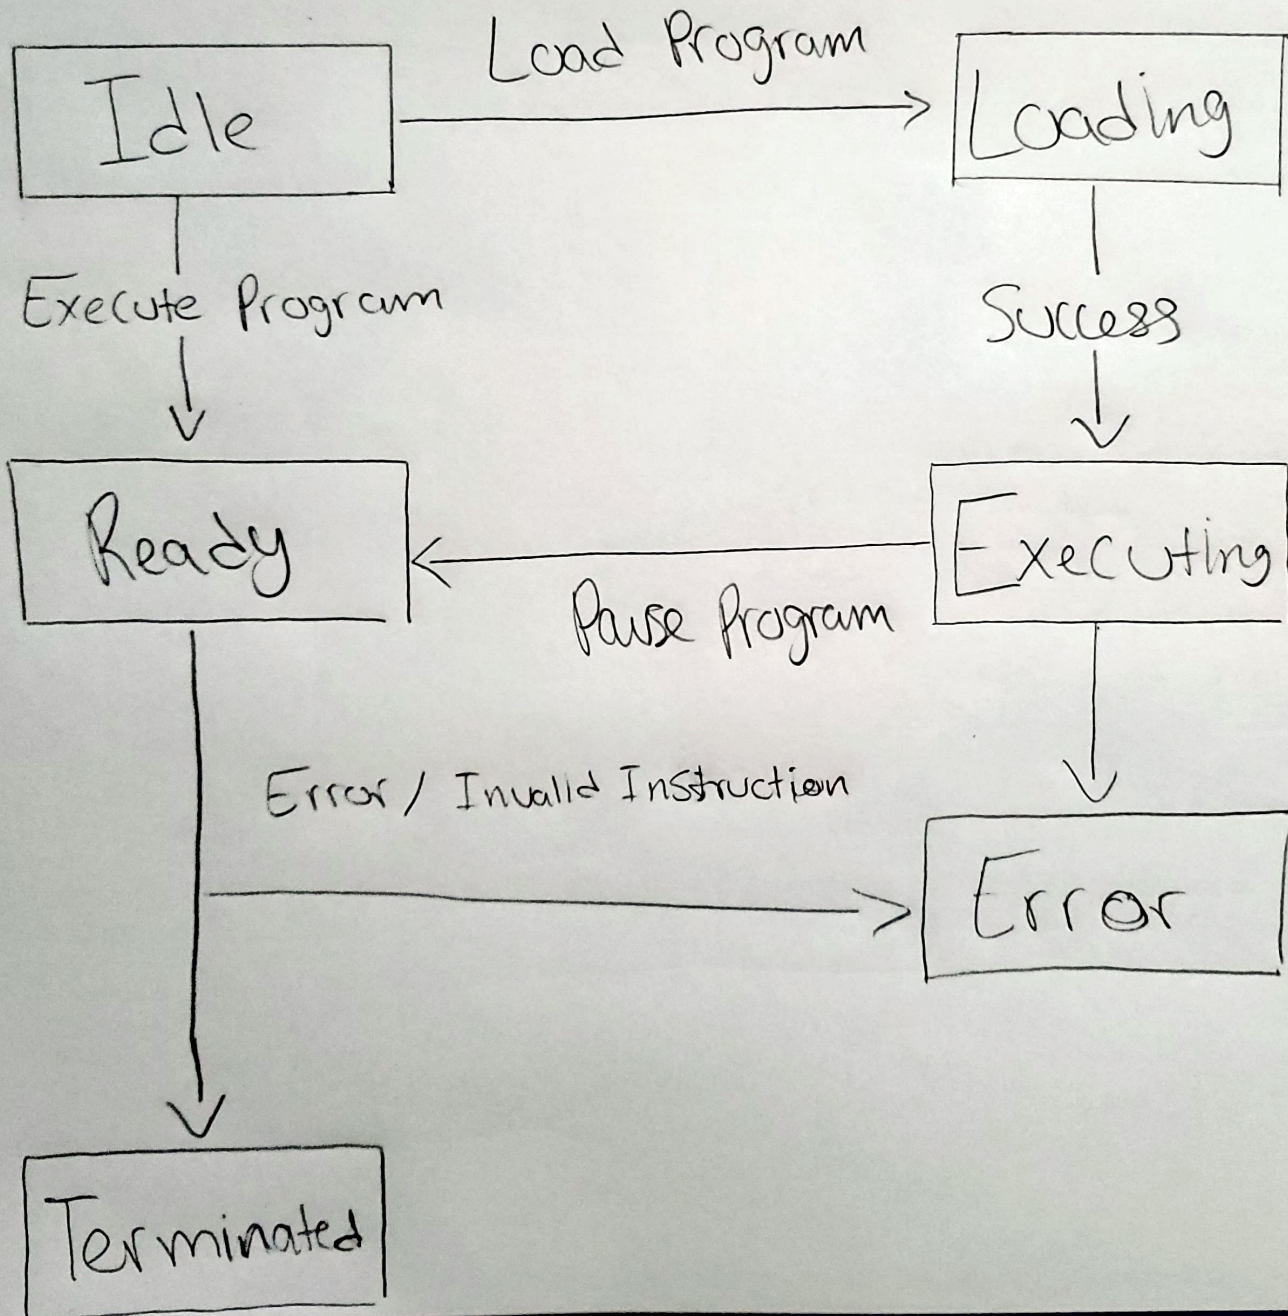 Load Program
Idle
Loading
Execute Program
Success
Ready
Executing
Pause Program
Error / Invalid Instruction
Error
Terminated